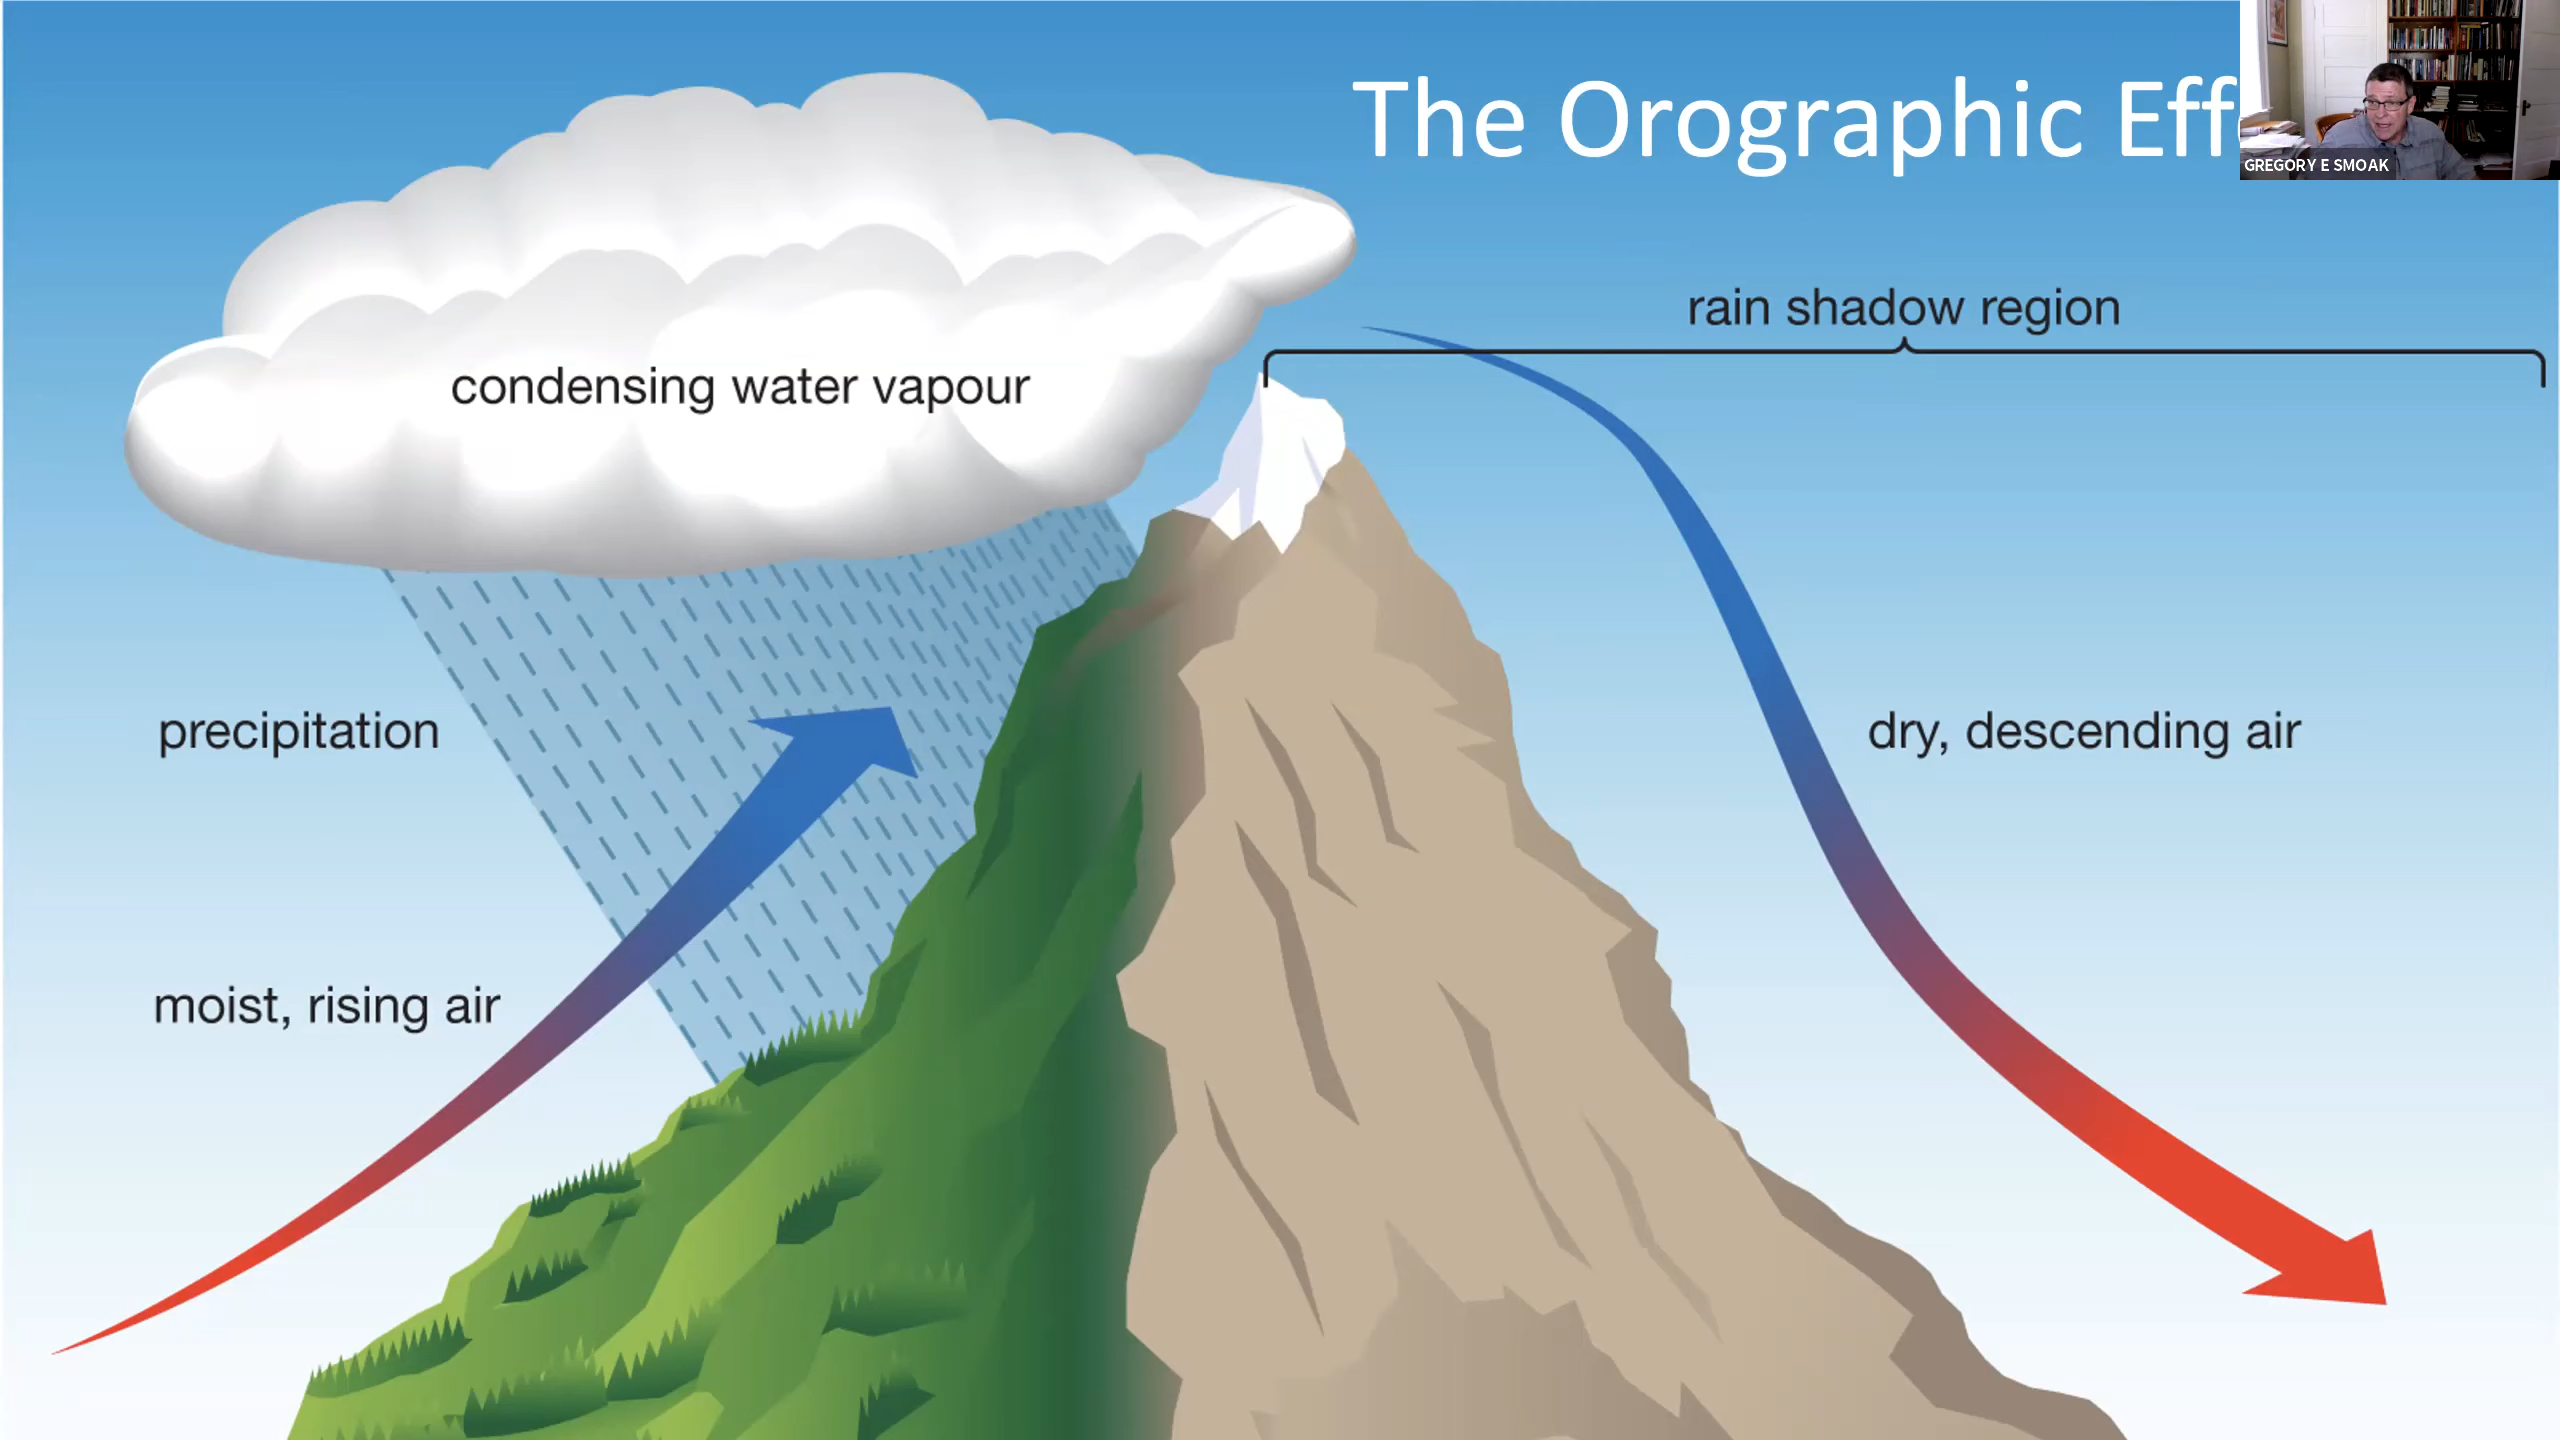 The Orographic Eff
GREGORY E SMOAK
rain shadow region
condensing water vapour
precipitation
dry, descending air
moist, rising air